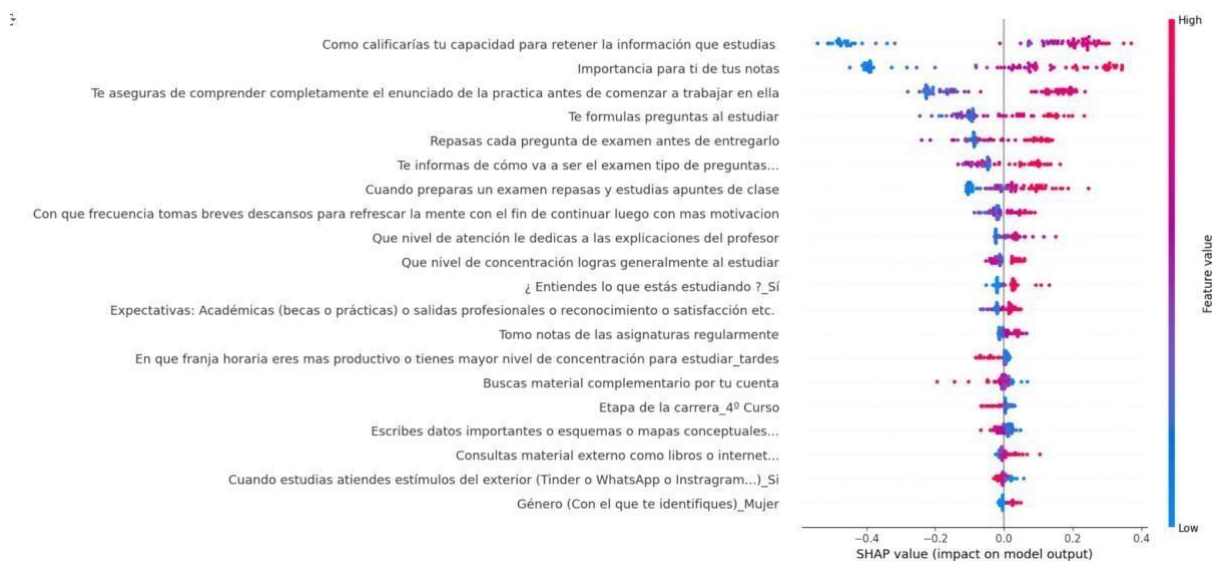 High
Como calificarías tu capacidad para retener la información que estudias
Importancia para ti de tus notas
Te aseguras de comprender completamente el enunciado de la practica antes de comenzar a trabajar en ella
Te formulas preguntas al estudiar
Repasas cada pregunta de examen antes de entregarlo
Te informas de cómo va a ser el examen tipo de preguntas...
Cuando preparas un examen repasas y estudias apuntes de clase
Con que frecuencia tomas breves descansos para refrescar la mente con el fin de continuar luego con mas motivacion
Que nivel de atención le dedicas a las explicaciones del profesor
Que nivel de concentración logras generalmente al estudiar
¿ Entiendes lo que estás estudiando ?_Sí
Expectativas: Académicas (becas o prácticas) o salidas profesionales o reconocimiento o satisfacción etc.
Tomo notas de las asignaturas regularmente
En que franja horaria eres mas productivo o tienes mayor nivel de concentración para estudiar_tardes
Buscas material complementario por tu cuenta
Etapa de la carrera_4º Curso
Escribes datos importantes o esquemas o mapas conceptuales...
Consultas material externo como libros o internet...
Cuando estudias atiendes estímulos del exterior (Tinder o WhatsApp o Instragram...)_Si
Género (Con el que te identifiques)_Mujer
Feature value
Low
−0.4 −0.2 0.0 0.2 0.4
SHAP value (impact on model output)